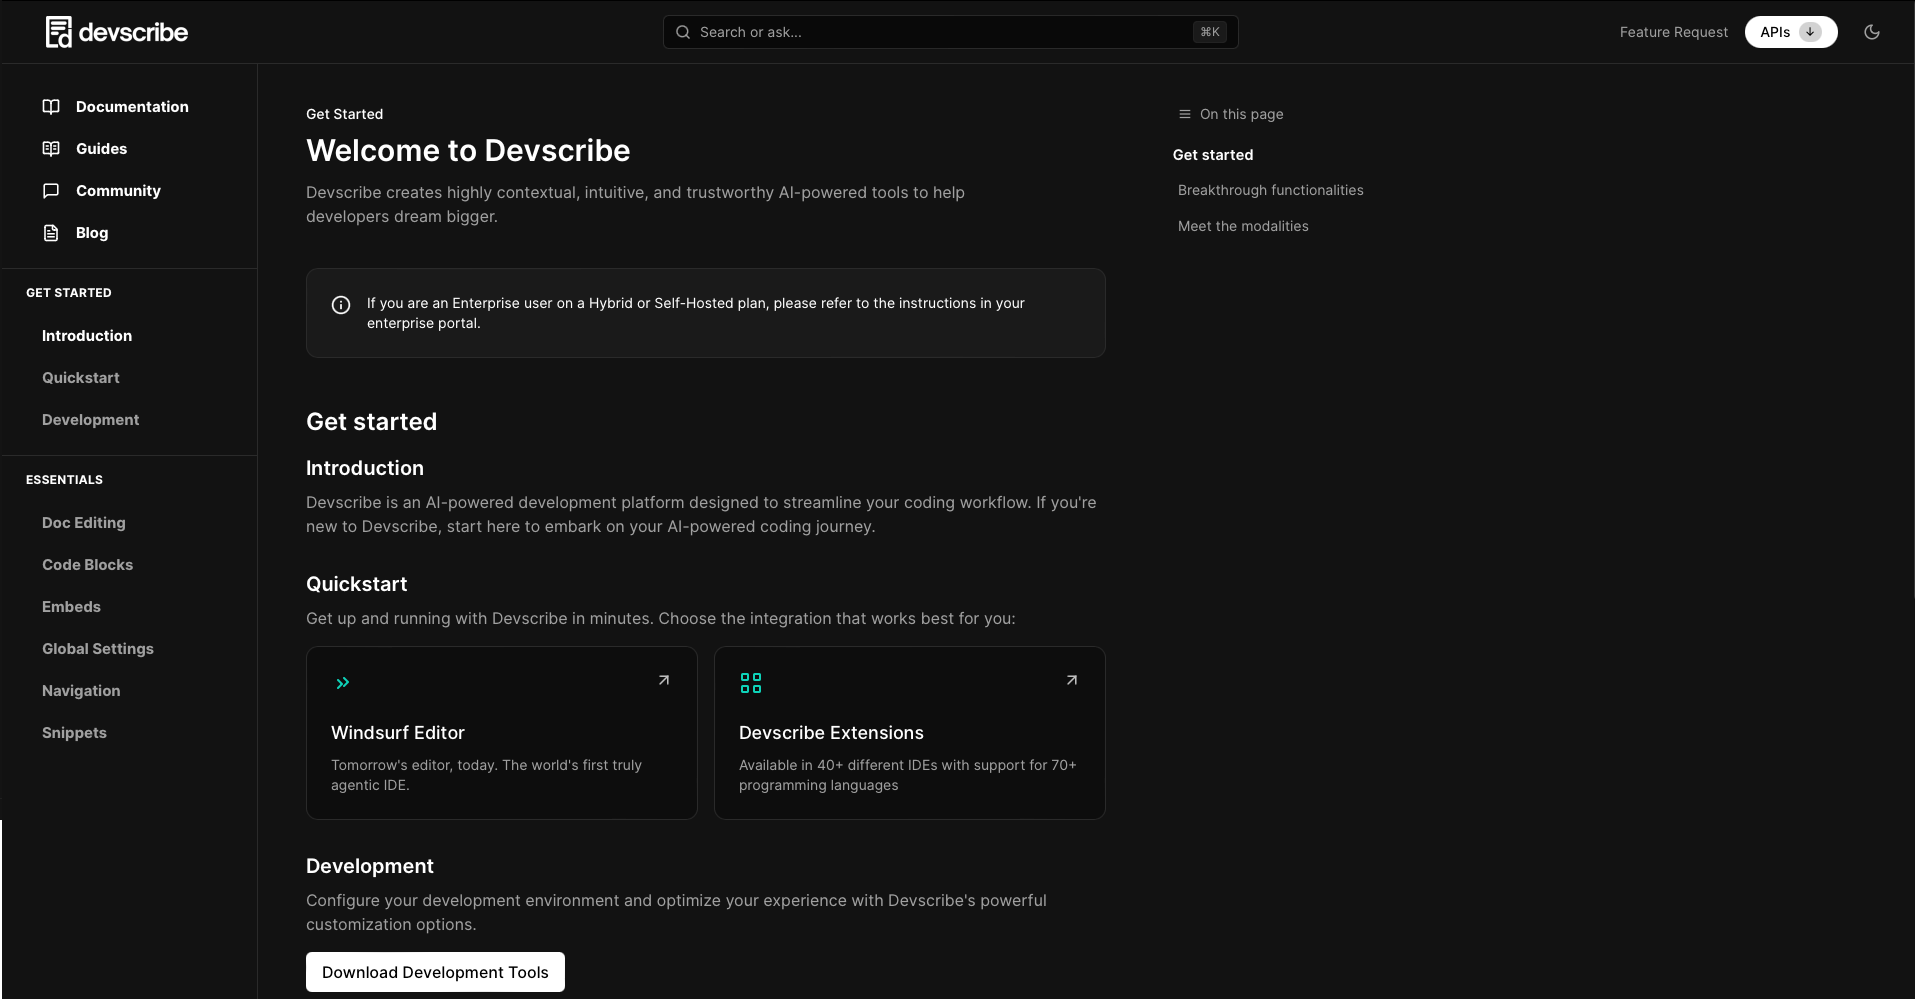 devscribe
Search or ask...
⌘K
Feature Request
APIs
Documentation
Guides
Community
Blog
GET STARTED
Introduction
Quickstart
Development
ESSENTIALS
Doc Editing
Code Blocks
Embeds
Global Settings
Navigation
Snippets
Get Started
Welcome to Devscribe
Devscribe creates highly contextual, intuitive, and trustworthy AI-powered tools to help
developers dream bigger.
If you are an Enterprise user on a Hybrid or Self-Hosted plan, please refer to the instructions in your
enterprise portal.
Get started
Introduction
Devscribe is an AI-powered development platform designed to streamline your coding workflow. If you're
new to Devscribe, start here to embark on your AI-powered coding journey.
Quickstart
Get up and running with Devscribe in minutes. Choose the integration that works best for you:
Windsurf Editor
Tomorrow's editor, today. The world's first truly
agentic IDE.
Devscribe Extensions
Available in 40+ different IDEs with support for 70+
programming languages
Development
Configure your development environment and optimize your experience with Devscribe's powerful
customization options.
Download Development Tools
On this page
Get started
Breakthrough functionalities
Meet the modalities